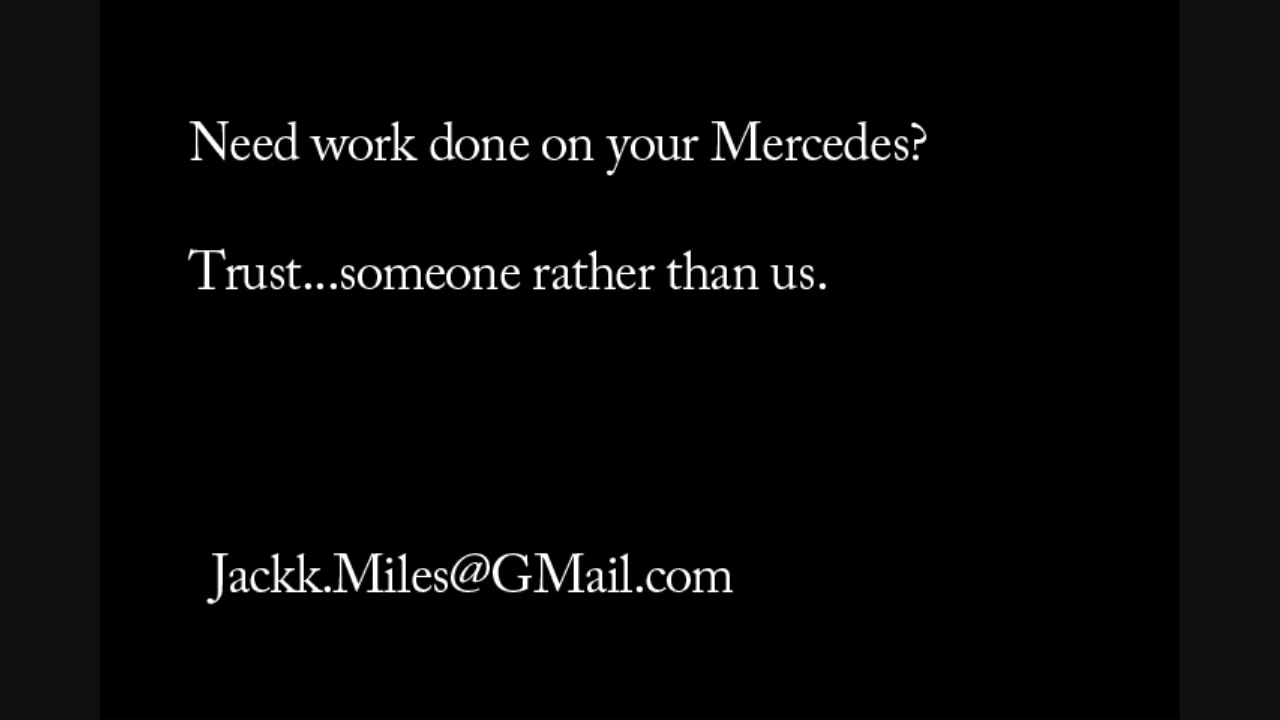 Need work done on your Mercedes?
Trust...someone rather than us.
Jackk.Miles@GMail.com